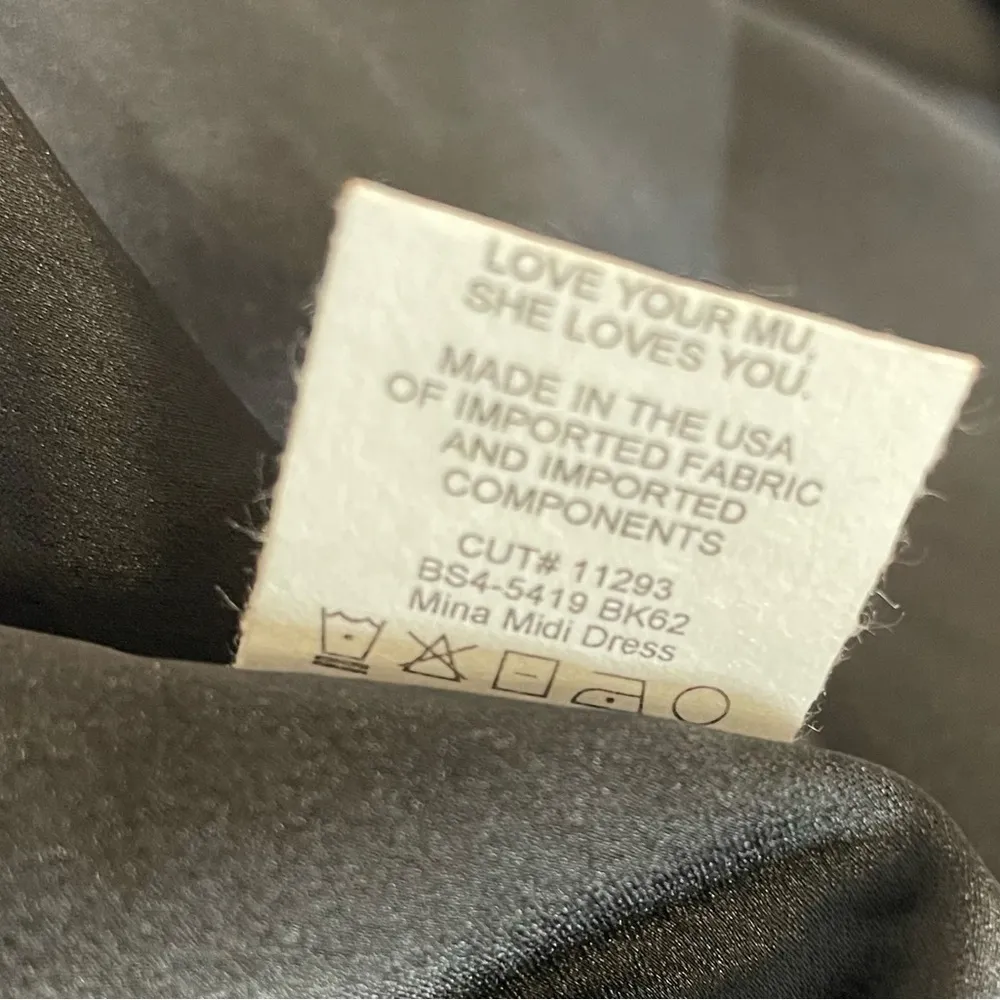 LOVE YOUR MU,
SHE LOVES YOU.
MADE IN THE USA
OF IMPORTED FABRIC
AND IMPORTED
COMPONENTS
CUT# 11293
BS4-5419 BK62
Mina Midi Dress